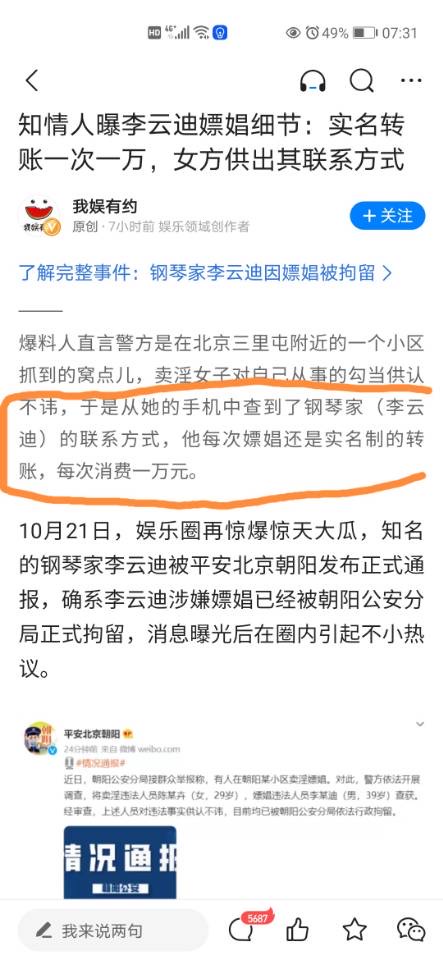 HD 46+ 49% 07:31
知情人曝李云迪嫖娼细节：实名转
账一次一万，女方供出其联系方式
我娱有约
原创·7小时前 娱乐领域创作者
+ 关注
了解完整事件：钢琴家李云迪因嫖娼被拘留 >
爆料人直言警方是在北京三里屯附近的一个小区
抓到的窝点儿，卖淫女子对自己从事的勾当供认
不讳，于是从她的手机中查到了钢琴家（李云
迪）的联系方式，他每次嫖娼还是实名制的转
账，每次消费一万元。
10月21日，娱乐圈再惊爆惊天大瓜，知名
的钢琴家李云迪被平安北京朝阳发布正式通
报，确系李云迪涉嫌嫖娼已经被朝阳公安分
局正式拘留，消息曝光后在圈内引起不小热
议。
平安北京朝阳
24分钟前 来自 微博 weibo.com
#情况通报#
近日，朝阳公安分局接群众举报称，有人在朝阳某小区卖淫嫖娼。对此，警方依法开展
调查，将卖淫违法人员陈某卉（女，29岁），嫖娼违法人员李某迪（男，39岁）查获。
经审查，上述人员对违法事实供认不讳，目前均已被朝阳公安分局依法行政拘留。
情况通报
我来说两句
5687